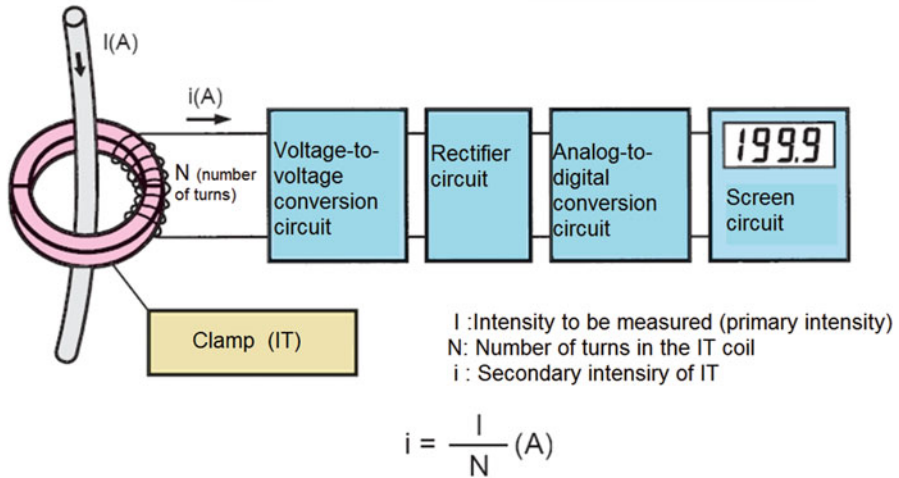 I(A)
i(A)
N (number
of turns)
Voltage-to-
voltage
conversion
circuit
Rectifier
circuit
Analog-to-
digital
conversion
circuit
199.9
Screen
circuit
Clamp (IT)
I :Intensity to be measured (primary intensity)
N: Number of turns in the IT coil
i : Secondary intensiry of IT
i = I/N (A)